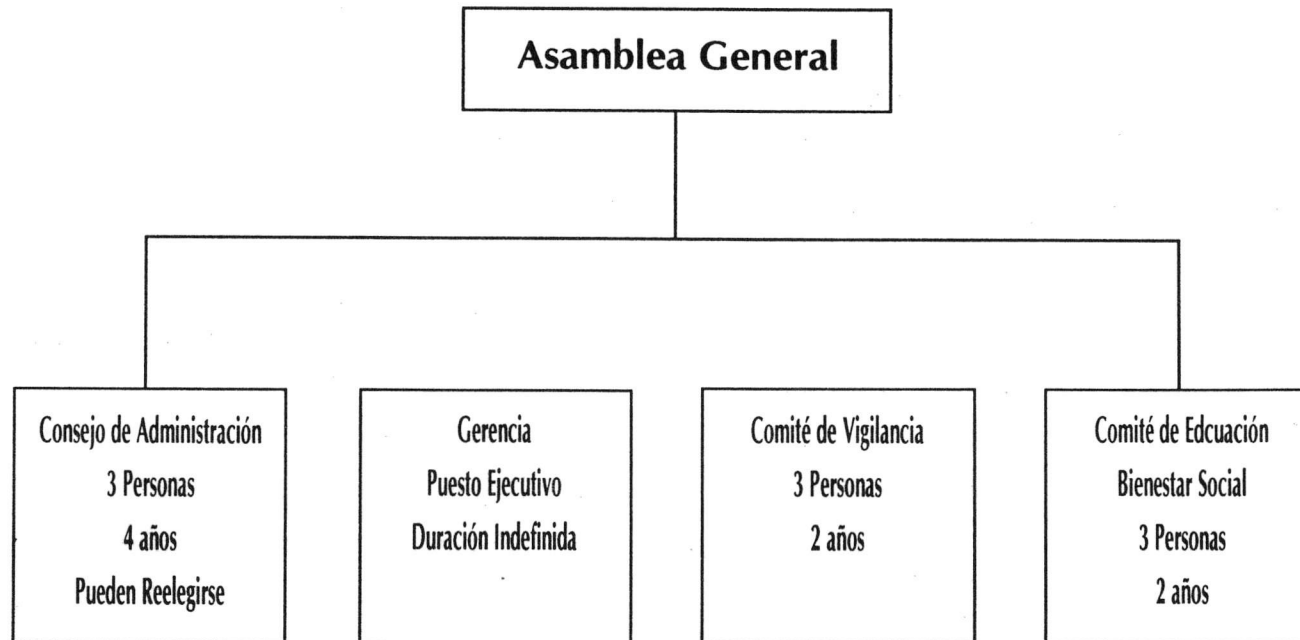 Asamblea General
Consejo de Administración
3 Personas
4 años
Pueden Reelegirse
Gerencia
Puesto Ejecutivo
Duración Indefinida
Comité de Vigilancia
3 Personas
2 años
Comité de Edcuación
Bienestar Social
3 Personas
2 años